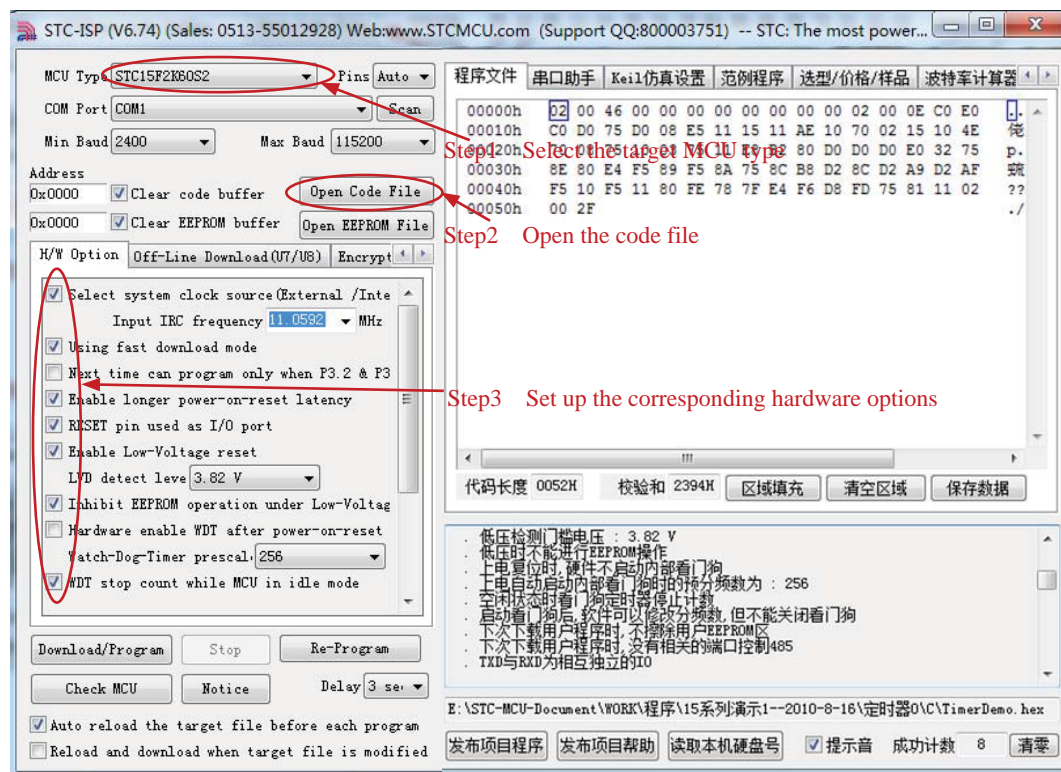 STC-ISP (V6.74) (Sales: 0513-55012928) Web:www.STCMCU.com (Support QQ:800003751) -- STC: The most power...
MCU Type STC15F2K60S2 Pins Auto
COM Port COM1 Scan
Min Baud 2400 Max Baud 115200
Step1 Select the target MCU type
Address
0x0000 Clear code buffer Open Code File
0x0000 Clear EEPROM buffer Open EEPROM File
Step2 Open the code file
H/W Option Off-Line Download(U7/U8) Encrypt
Select system clock source(External /Inte
Input IRC frequency 11.0592 MHz
Using fast download mode
Next time can program only when P3.2 & P3
Enable longer power-on-reset latency
Step3 Set up the corresponding hardware options
RESET pin used as I/O port
Enable Low-Voltage reset
LVD detect leve 3.82 V
Inhibit EEPROM operation under Low-Voltag
Hardware enable WDT after power-on-reset
Watch-Dog-Timer prescal 256
WDT stop count while MCU in idle mode
Download/Program Stop Re-Program
Check MCU Notice Delay 3 se
Auto reload the target file before each program
Reload and download when target file is modified
程序文件 串口助手 Keil仿真设置 范例程序 选型/价格/样品 波特率计算器
00000h 02 00 46 00 00 00 00 00 00 00 00 02 00 0E C0 E0 ..
00010h C0 D0 75 D0 08 E5 11 15 11 AE 10 70 02 15 10 4E
00020h 80 D0 D0 D0 E0 32 75 p.
00030h 8E 80 E4 F5 89 F5 8A 75 8C B8 D2 8C D2 A9 D2 AF
00040h F5 10 F5 11 80 FE 78 7F E4 F6 D8 FD 75 81 11 02 ??
00050h 00 2F ./
代码长度 0052H 校验和 2394H 区域填充 清空区域 保存数据
. 低压检测门槛电压 : 3.82 V
. 低压时不能进行EEPROM操作
. 上电复位时,硬件不启动内部看门狗
. 上电自动启动内部看门狗时的预分频数为 : 256
. 空闲状态时看门狗定时器停止计数
. 启动看门狗后,软件可以修改分频数,但不能关闭看门狗
. 下次下载用户程序时,不擦除用户EEPROM区
. 下次下载用户程序时,没有相关的端口控制485
. TXD与RXD为相互独立的IO
E:\STC-MCU-Document\WORK\程序\15系列演示1--2010-8-16\定时器0\C\TimerDemo.hex
发布项目程序 发布项目帮助 读取本机硬盘号 提示音 成功计数 8 清零